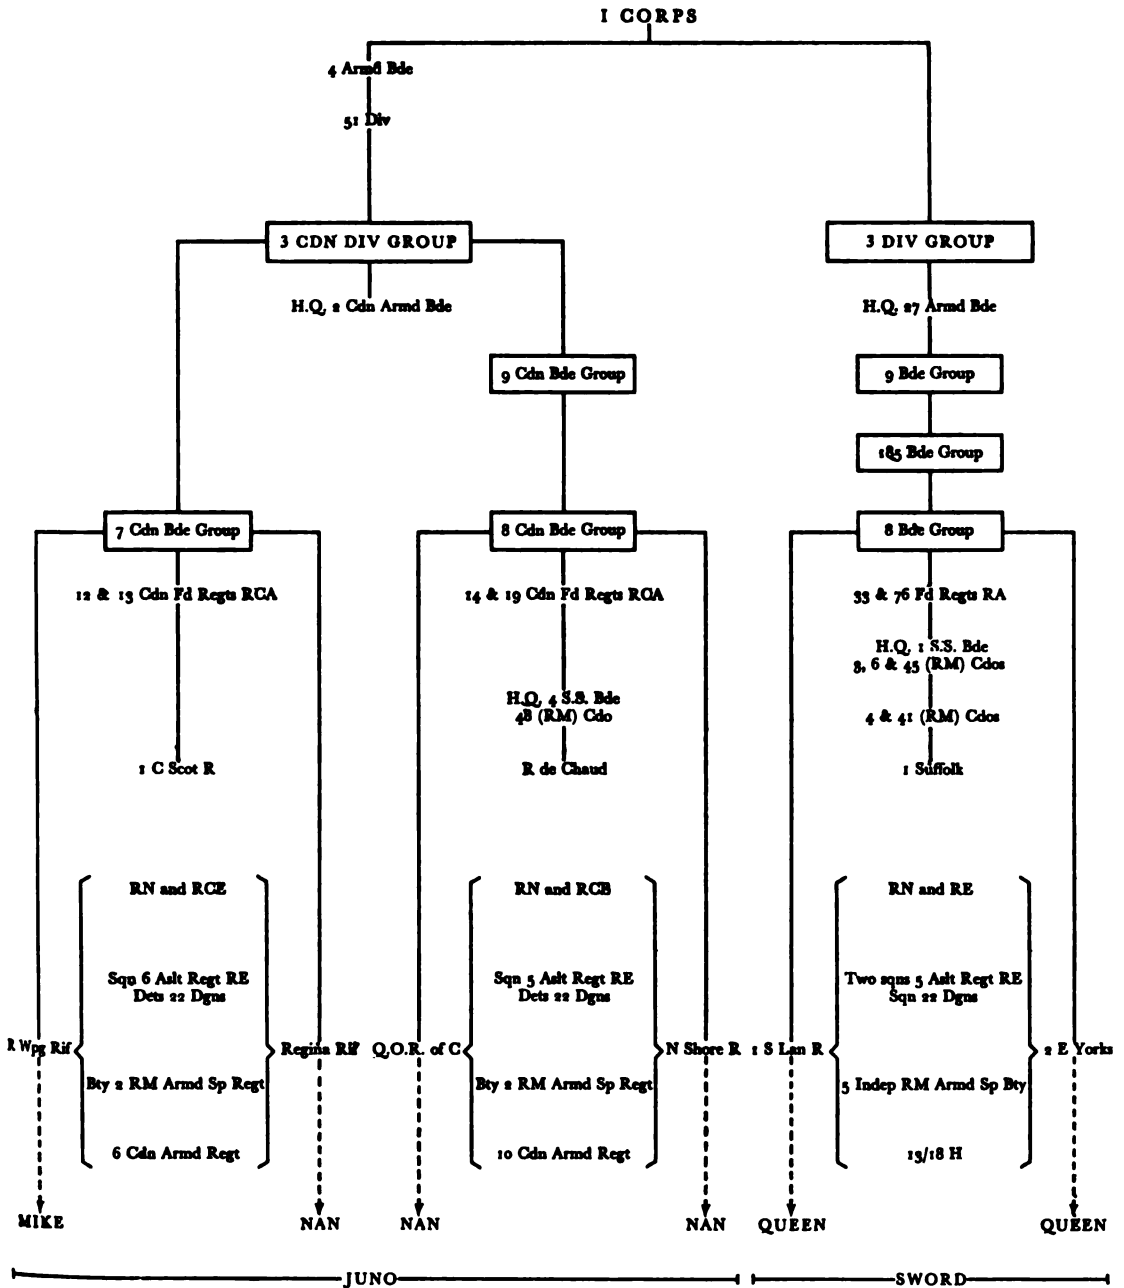 I CORPS
4 Armd Bde
51 Div
3 CDN DIV GROUP
3 DIV GROUP
H.Q. 2 Cdn Armd Bde
H.Q. 27 Armd Bde
9 Cdn Bde Group
9 Bde Group
185 Bde Group
7 Cdn Bde Group
8 Cdn Bde Group
8 Bde Group
12 & 13 Cdn Fd Regts RCA
14 & 19 Cdn Fd Regts RCA
33 & 76 Fd Regts RA
H.Q. 1 S.S. Bde
3, 6 & 45 (RM) Cdos
H.Q. 4 S.S. Bde
48 (RM) Cdo
4 & 41 (RM) Cdos
1 C Scot R
R de Chaud
1 Suffolk
RN and RCE
RN and RCE
RN and RE
Sqn 6 Aslt Regt RE
Dets 22 Dgns
Sqn 5 Aslt Regt RE
Dets 22 Dgns
Two sqns 5 Aslt Regt RE
Sqn 22 Dgns
R Wpg Rif
Regina Rif
Q.O.R. of C
N Shore R
1 S Lan R
2 E Yorks
Bty 2 RM Armd Sp Regt
Bty 2 RM Armd Sp Regt
5 Indep RM Armd Sp Bty
6 Cdn Armd Regt
10 Cdn Armd Regt
13/18 H
MIKE
NAN
NAN
NAN
QUEEN
QUEEN
JUNO
SWORD